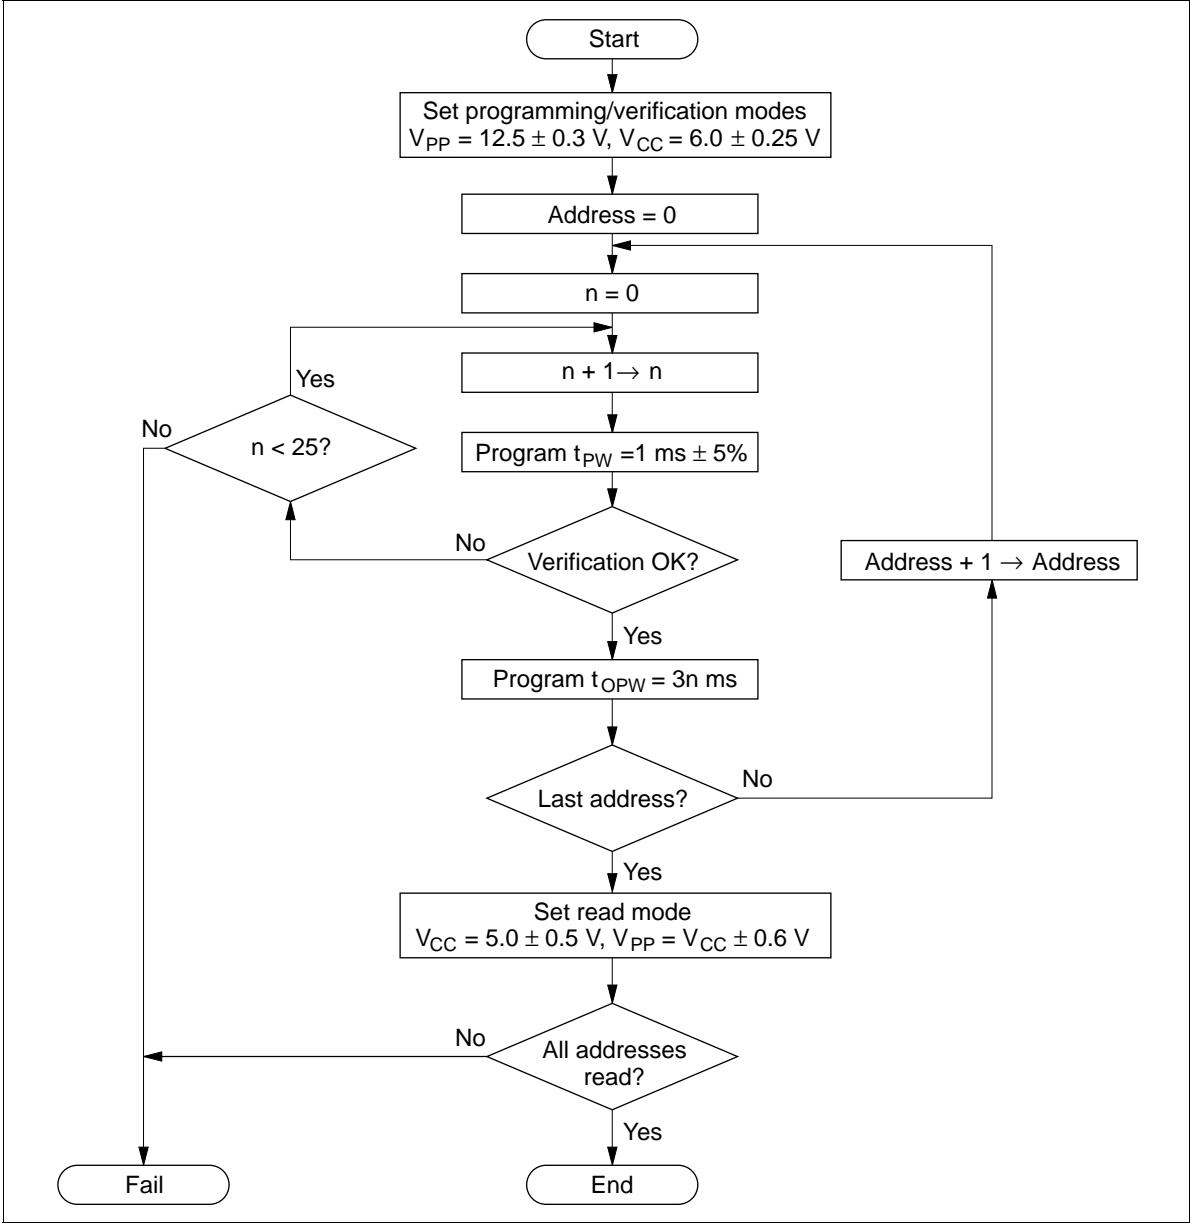 Start
Set programming/verification modes
VPP = 12.5 ± 0.3 V, VCC = 6.0 ± 0.25 V
Address = 0
n = 0
n + 1→ n
Yes
No
n < 25?
Program tPW =1 ms ± 5%
No
Verification OK?
Address + 1 → Address
Yes
Program tOPW = 3n ms
Last address?
No
Yes
Set read mode
VCC = 5.0 ± 0.5 V, VPP = VCC ± 0.6 V
No
All addresses
read?
Yes
Fail
End